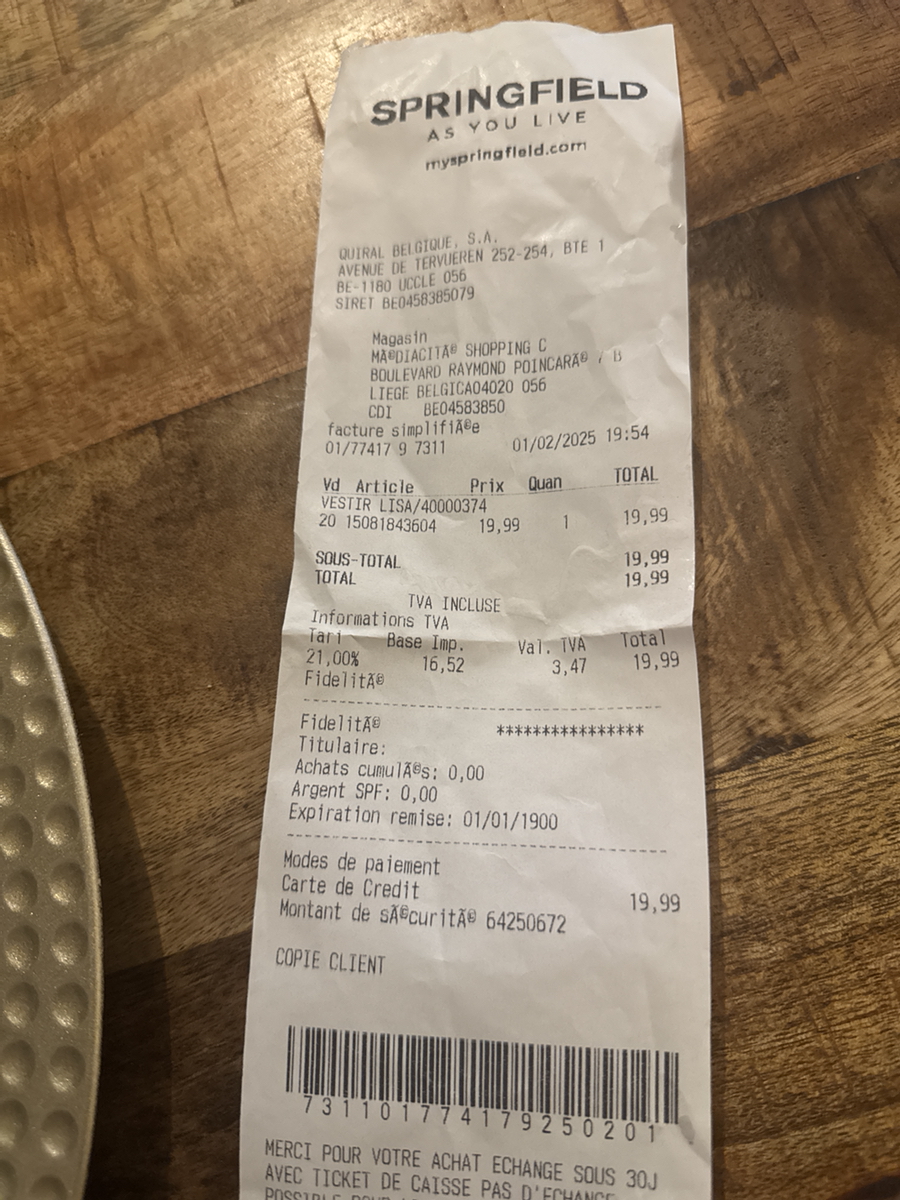 SPRINGFIELD
AS YOU LIVE
myspringfield.com
QUIRAL BELGIQUE, S.A.
AVENUE DE TERVUEREN 252-254, BTE 1
BE-1180 UCCLE 056
SIRET BE0458385079
Magasin
MÃ©DIACITÃ© SHOPPING C
BOULEVARD RAYMOND POINCARÃ© 7 B
LIEGE BELGICA04020 056
CDI BE04583850
facture simplifiÃ©e
01/77417 9 7311 01/02/2025 19:54
Vd Article Prix Quan TOTAL
VESTIR LISA/40000374
20 15081843604 19,99 1 19,99
SOUS-TOTAL 19,99
TOTAL 19,99
TVA INCLUSE
Informations TVA
Tari Base Imp. Val. TVA Total
21,00% 16,52 3,47 19,99
FidelitÃ©
FidelitÃ© ****************
Titulaire:
Achats cumulÃ©s: 0,00
Argent SPF: 0,00
Expiration remise: 01/01/1900
Modes de paiement
Carte de Credit 19,99
Montant de sÃ©curitÃ© 64250672
COPIE CLIENT
731101774179250201
MERCI POUR VOTRE ACHAT ECHANGE SOUS 30J
AVEC TICKET DE CAISSE PAS D'ECHANGE
POSSIBLE